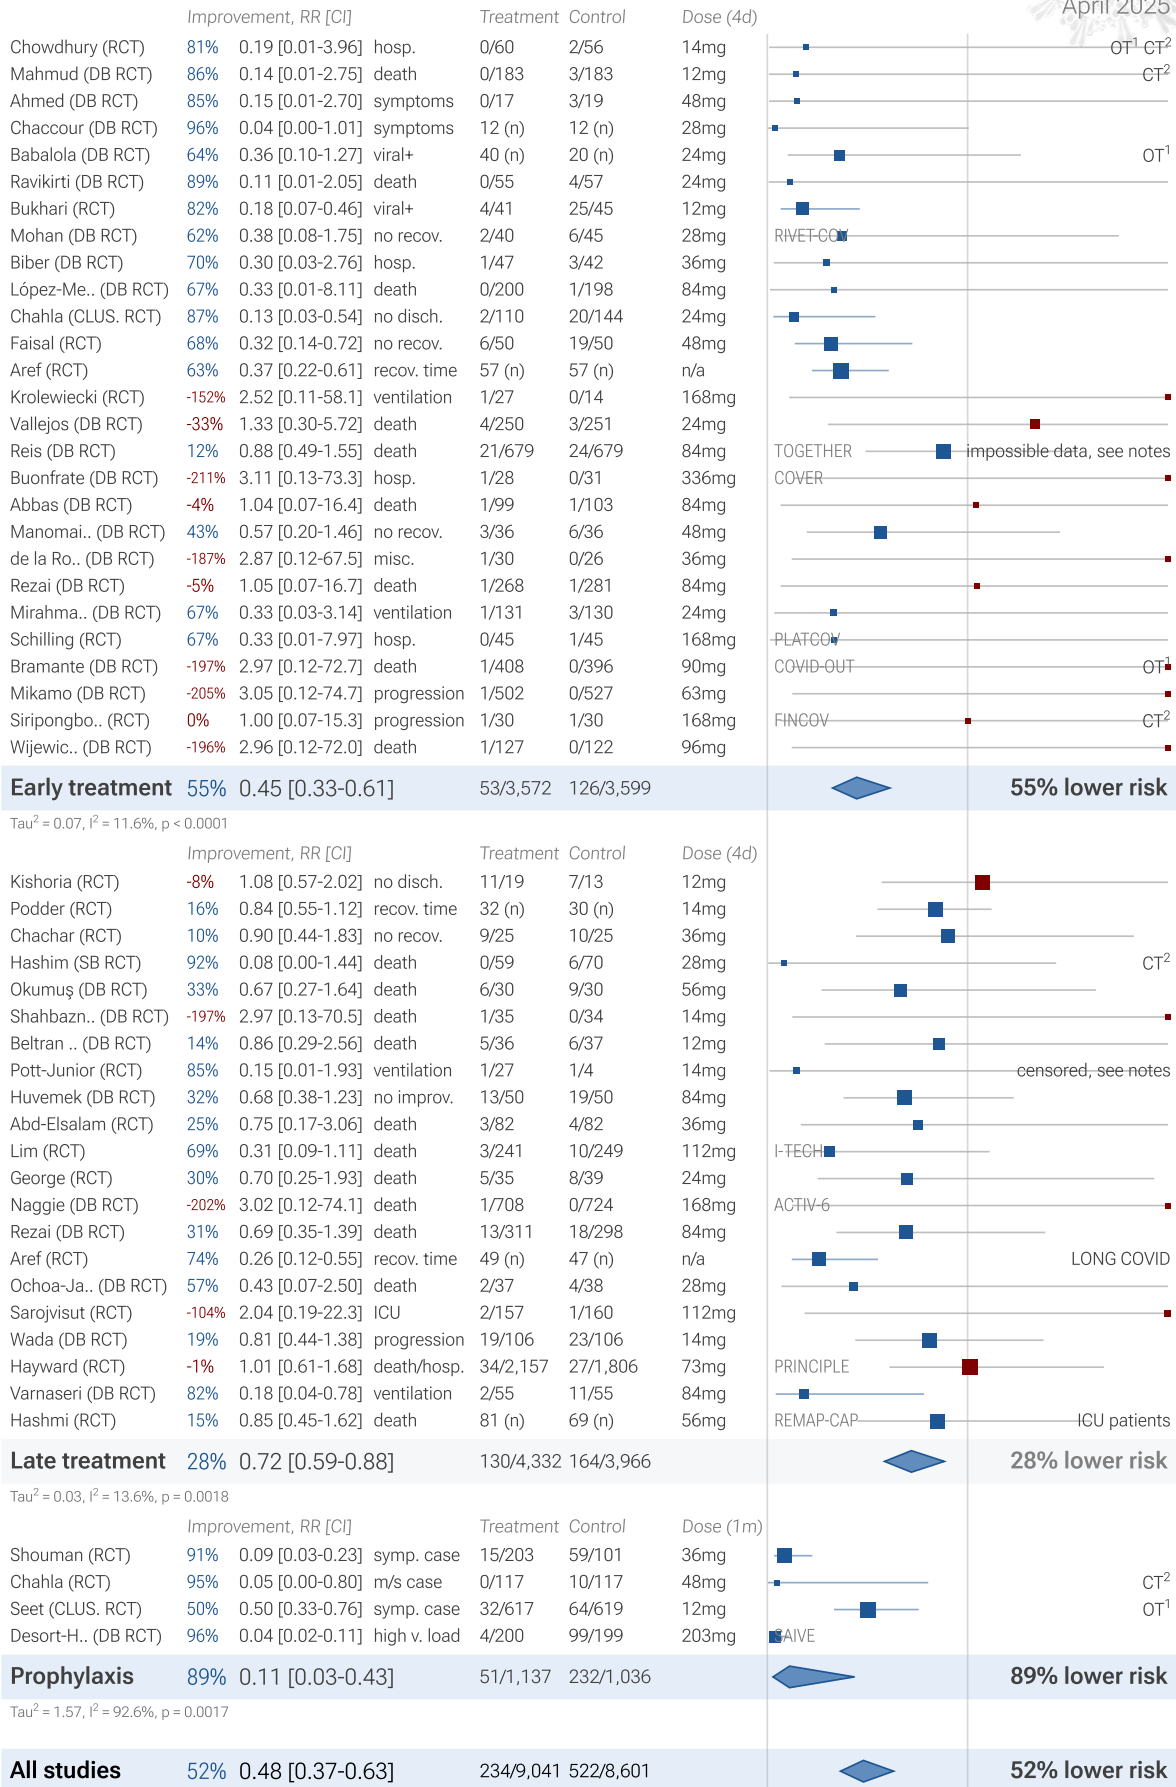 April 2025
Improvement, RR [CI] Treatment Control Dose (4d)
Chowdhury (RCT) 81% 0.19 [0.01-3.96] hosp. 0/60 2/56 14mg OT1 CT2
Mahmud (DB RCT) 86% 0.14 [0.01-2.75] death 0/183 3/183 12mg CT2
Ahmed (DB RCT) 85% 0.15 [0.01-2.70] symptoms 0/17 3/19 48mg
Chaccour (DB RCT) 96% 0.04 [0.00-1.01] symptoms 12 (n) 12 (n) 28mg
Babalola (DB RCT) 64% 0.36 [0.10-1.27] viral+ 40 (n) 20 (n) 24mg OT1
Ravikirti (DB RCT) 89% 0.11 [0.01-2.05] death 0/55 4/57 24mg
Bukhari (RCT) 82% 0.18 [0.07-0.46] viral+ 4/41 25/45 12mg
Mohan (DB RCT) 62% 0.38 [0.08-1.75] no recov. 2/40 6/45 28mg RIVET-COV
Biber (DB RCT) 70% 0.30 [0.03-2.76] hosp. 1/47 3/42 36mg
López-Me.. (DB RCT) 67% 0.33 [0.01-8.11] death 0/200 1/198 84mg
Chahla (CLUS. RCT) 87% 0.13 [0.03-0.54] no disch. 2/110 20/144 24mg
Faisal (RCT) 68% 0.32 [0.14-0.72] no recov. 6/50 19/50 48mg
Aref (RCT) 63% 0.37 [0.22-0.61] recov. time 57 (n) 57 (n) n/a
Krolewiecki (RCT) -152% 2.52 [0.11-58.1] ventilation 1/27 0/14 168mg
Vallejos (DB RCT) -33% 1.33 [0.30-5.72] death 4/250 3/251 24mg
Reis (DB RCT) 12% 0.88 [0.49-1.55] death 21/679 24/679 84mg TOGETHER impossible data, see notes
Buonfrate (DB RCT) -211% 3.11 [0.13-73.3] hosp. 1/28 0/31 336mg COVER
Abbas (DB RCT) -4% 1.04 [0.07-16.4] death 1/99 1/103 84mg
Manomai.. (DB RCT) 43% 0.57 [0.20-1.46] no recov. 3/36 6/36 48mg
de la Ro.. (DB RCT) -187% 2.87 [0.12-67.5] misc. 1/30 0/26 36mg
Rezai (DB RCT) -5% 1.05 [0.07-16.7] death 1/268 1/281 84mg
Mirahma.. (DB RCT) 67% 0.33 [0.03-3.14] ventilation 1/131 3/130 24mg
Schilling (RCT) 67% 0.33 [0.01-7.97] hosp. 0/45 1/45 168mg PLATCOV
Bramante (DB RCT) -197% 2.97 [0.12-72.7] death 1/408 0/396 90mg COVID-OUT OT1
Mikamo (DB RCT) -205% 3.05 [0.12-74.7] progression 1/502 0/527 63mg
Siripongbo.. (RCT) 0% 1.00 [0.07-15.3] progression 1/30 1/30 168mg FINCOV CT2
Wijewic.. (DB RCT) -196% 2.96 [0.12-72.0] death 1/127 0/122 96mg
Early treatment 55% 0.45 [0.33-0.61] 53/3,572 126/3,599 55% lower risk
Tau2 = 0.07, I2 = 11.6%, p < 0.0001
Improvement, RR [CI] Treatment Control Dose (4d)
Kishoria (RCT) -8% 1.08 [0.57-2.02] no disch. 11/19 7/13 12mg
Podder (RCT) 16% 0.84 [0.55-1.12] recov. time 32 (n) 30 (n) 14mg
Chachar (RCT) 10% 0.90 [0.44-1.83] no recov. 9/25 10/25 36mg
Hashim (SB RCT) 92% 0.08 [0.00-1.44] death 0/59 6/70 28mg CT2
Okumuş (DB RCT) 33% 0.67 [0.27-1.64] death 6/30 9/30 56mg
Shahbazn.. (DB RCT) -197% 2.97 [0.13-70.5] death 1/35 0/34 14mg
Beltran .. (DB RCT) 14% 0.86 [0.29-2.56] death 5/36 6/37 12mg
Pott-Junior (RCT) 85% 0.15 [0.01-1.93] ventilation 1/27 1/4 14mg censored, see notes
Huvemek (DB RCT) 32% 0.68 [0.38-1.23] no improv. 13/50 19/50 84mg
Abd-Elsalam (RCT) 25% 0.75 [0.17-3.06] death 3/82 4/82 36mg
Lim (RCT) 69% 0.31 [0.09-1.11] death 3/241 10/249 112mg I-TECH
George (RCT) 30% 0.70 [0.25-1.93] death 5/35 8/39 24mg
Naggie (DB RCT) -202% 3.02 [0.12-74.1] death 1/708 0/724 168mg ACTIV-6
Rezai (DB RCT) 31% 0.69 [0.35-1.39] death 13/311 18/298 84mg
Aref (RCT) 74% 0.26 [0.12-0.55] recov. time 49 (n) 47 (n) n/a LONG COVID
Ochoa-Ja.. (DB RCT) 57% 0.43 [0.07-2.50] death 2/37 4/38 28mg
Sarojvisut (RCT) -104% 2.04 [0.19-22.3] ICU 2/157 1/160 112mg
Wada (DB RCT) 19% 0.81 [0.44-1.38] progression 19/106 23/106 14mg
Hayward (RCT) -1% 1.01 [0.61-1.68] death/hosp. 34/2,157 27/1,806 73mg PRINCIPLE
Varnaseri (DB RCT) 82% 0.18 [0.04-0.78] ventilation 2/55 11/55 84mg
Hashmi (RCT) 15% 0.85 [0.45-1.62] death 81 (n) 69 (n) 56mg REMAP-CAP ICU patients
Late treatment 28% 0.72 [0.59-0.88] 130/4,332 164/3,966 28% lower risk
Tau2 = 0.03, I2 = 13.6%, p = 0.0018
Improvement, RR [CI] Treatment Control Dose (1m)
Shouman (RCT) 91% 0.09 [0.03-0.23] symp. case 15/203 59/101 36mg
Chahla (RCT) 95% 0.05 [0.00-0.80] m/s case 0/117 10/117 48mg CT2
Seet (CLUS. RCT) 50% 0.50 [0.33-0.76] symp. case 32/617 64/619 12mg OT1
Desort-H.. (DB RCT) 96% 0.04 [0.02-0.11] high v. load 4/200 99/199 203mg SAIVE
Prophylaxis 89% 0.11 [0.03-0.43] 51/1,137 232/1,036 89% lower risk
Tau2 = 1.57, I2 = 92.6%, p = 0.0017
All studies 52% 0.48 [0.37-0.63] 234/9,041 522/8,601 52% lower risk